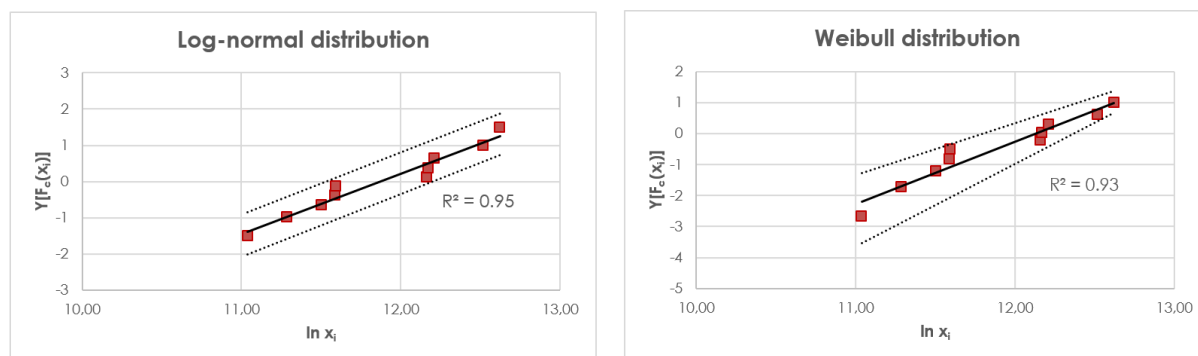 Log-normal distribution
3
2
1
0
-1
-2
-3
Y[Fₑ(xᵢ)]
R² = 0.95
10,00 11,00 12,00 13,00
ln xᵢ
Weibull distribution
2
1
0
-1
-2
-3
-4
-5
Y[Fₑ(xᵢ)]
R² = 0.93
10,00 11,00 12,00 13,00
ln xᵢ